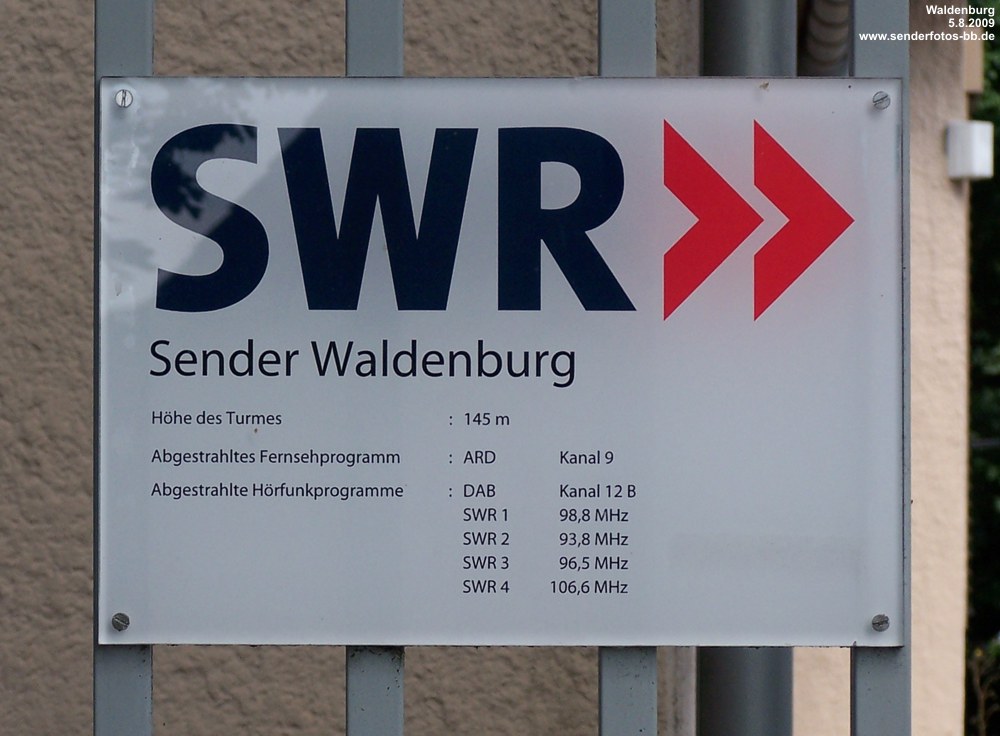 Waldenburg
5.8.2009
www.senderfotos-bb.de
SWR
Sender Waldenburg
Höhe des Turmes : 145 m
Abgestrahltes Fernsehprogramm : ARD Kanal 9
Abgestrahlte Hörfunkprogramme : DAB Kanal 12 B
SWR 1 98,8 MHz
SWR 2 93,8 MHz
SWR 3 96,5 MHz
SWR 4 106,6 MHz